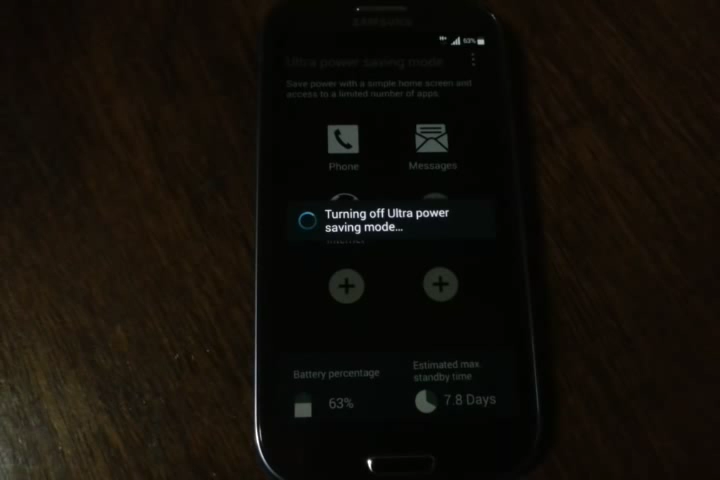 SAMSUNG
63%
Ultra power saving mode
Save power with a simple home screen and
access to a limited number of apps.
Phone
Messages
Turning off Ultra power
saving mode...
Internet
Battery percentage
63%
Estimated max.
standby time
7.8 Days